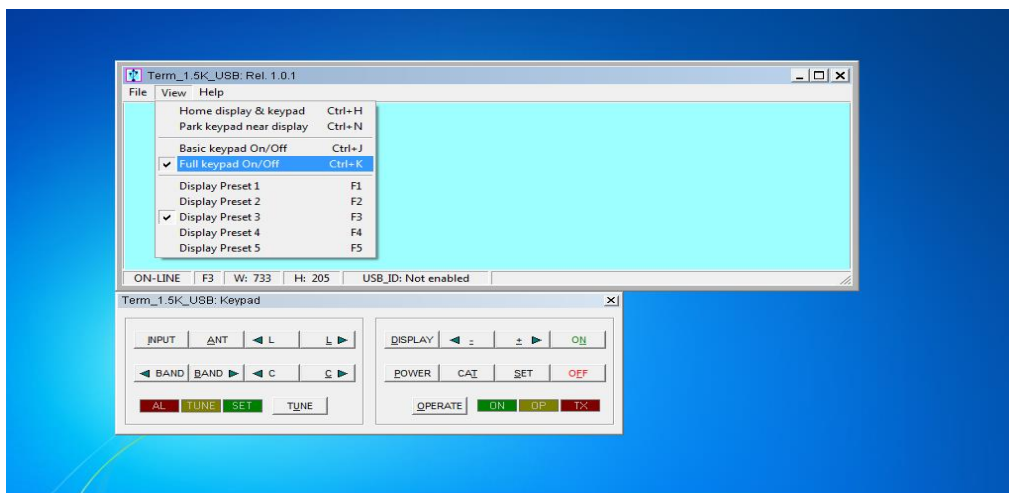 Term_1.5K_USB: Rel. 1.0.1
File View Help
Home display & keypad Ctrl+H
Park keypad near display Ctrl+N
Basic keypad On/Off Ctrl+J
Full keypad On/Off Ctrl+K
Display Preset 1 F1
Display Preset 2 F2
Display Preset 3 F3
Display Preset 4 F4
Display Preset 5 F5
ON-LINE F3 W: 733 H: 205 USB_ID: Not enabled
Term_1.5K_USB: Keypad
INPUT ANT ◄ L L ► DISPLAY ◄ - + ► ON
◄ BAND BAND ► ◄ C C ► POWER CAT SET OFF
AL TUNE SET TUNE OPERATE ON OP TX